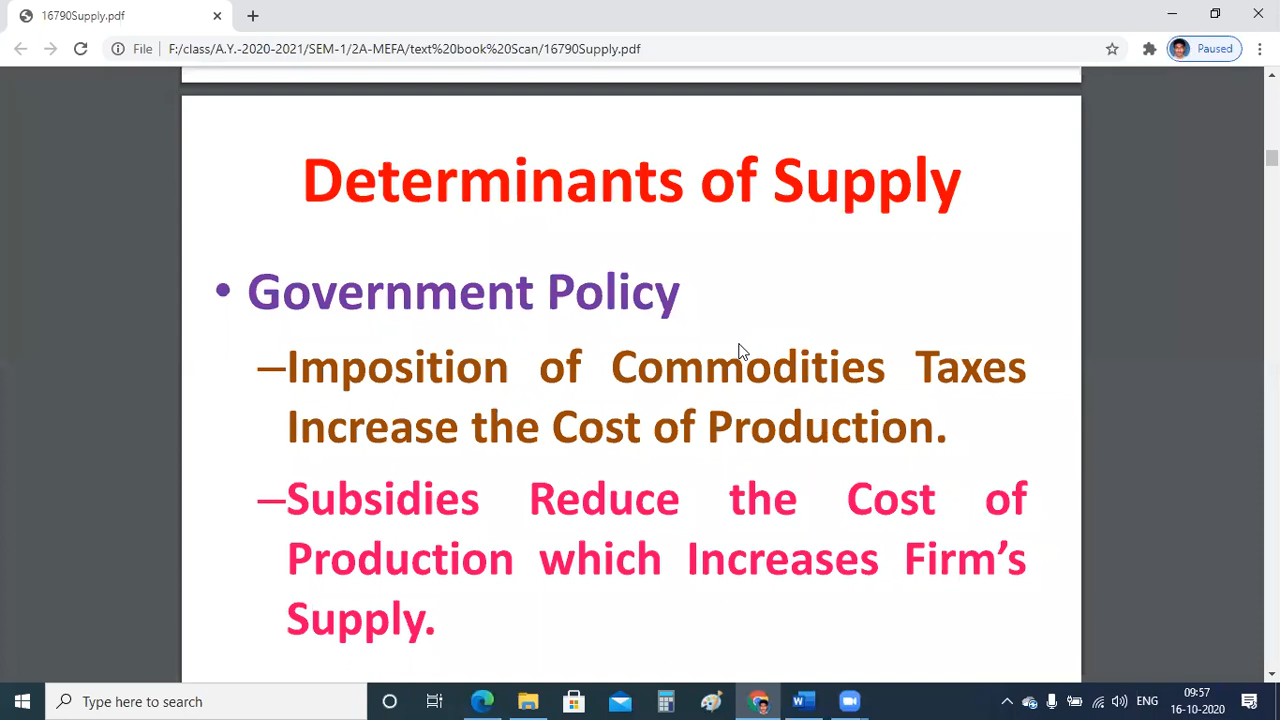 16790Supply.pdf
File F:/class/A.Y.-2020-2021/SEM-1/2A-MEFA/text%20book%20Scan/16790Supply.pdf
Paused
Determinants of Supply
• Government Policy
–Imposition of Commodities Taxes
Increase the Cost of Production.
–Subsidies Reduce the Cost of
Production which Increases Firm’s
Supply.
Type here to search
ENG
09:57
16-10-2020